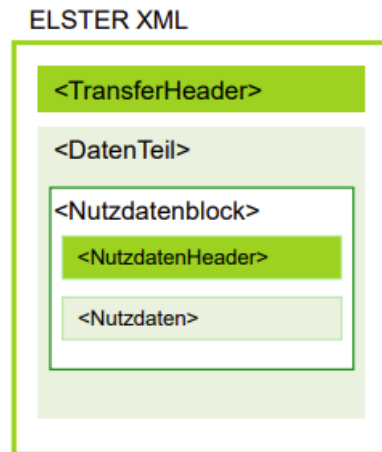 ELSTER XML
<TransferHeader>
<DatenTeil>
<Nutzdatenblock>
<NutzdatenHeader>
<Nutzdaten>